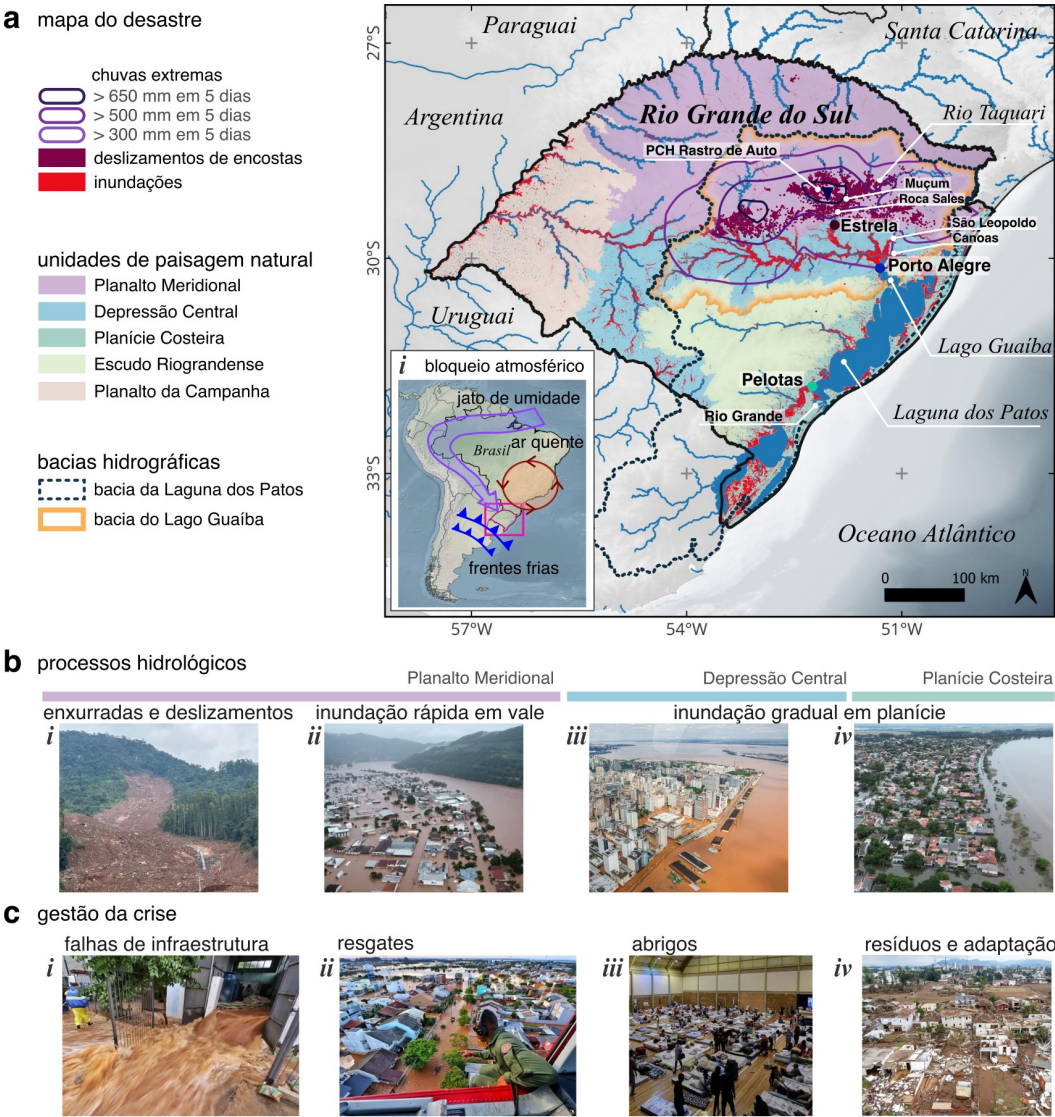 a mapa do desastre
chuvas extremas
> 650 mm em 5 dias
> 500 mm em 5 dias
> 300 mm em 5 dias
deslizamentos de encostas
inundações
unidades de paisagem natural
Planalto Meridional
Depressão Central
Planície Costeira
Escudo Riograndense
Planalto da Campanha
bacias hidrográficas
bacia da Laguna dos Patos
bacia do Lago Guaíba
Paraguai
Santa Catarina
27°S
Argentina
Rio Grande do Sul
Rio Taquari
PCH Rastro de Auto
Muçum
Roca Sales
São Leopoldo
Estrela
Canoas
30°S
Porto Alegre
Uruguai
Lago Guaíba
Pelotas
Rio Grande
Laguna dos Patos
33°S
Oceano Atlântico
0 100 km
N
57°W 54°W 51°W
i bloqueio atmosférico
jato de umidade
Brasil
ar quente
frentes frias
b processos hidrológicos
Planalto Meridional Depressão Central Planície Costeira
enxurradas e deslizamentos inundação rápida em vale inundação gradual em planície
i ii iii iv
c gestão da crise
falhas de infraestrutura resgates abrigos resíduos e adaptação
i ii iii iv